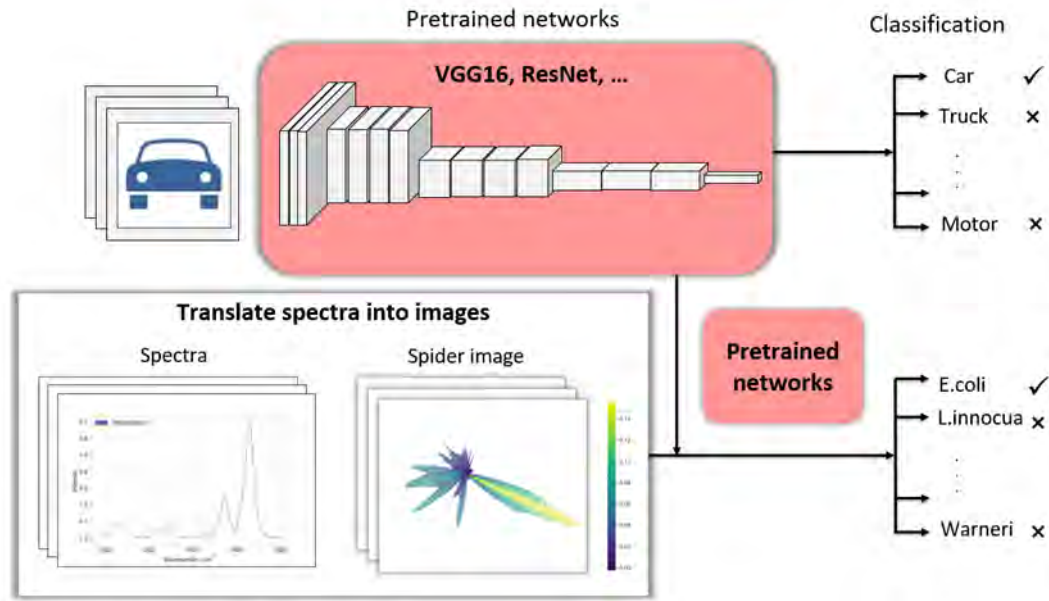 Pretrained networks
Classification
VGG16, ResNet, ...
Car ✓
Truck ×
Motor ×
Translate spectra into images
Spectra
Spider image
Pretrained
networks
E.coli ✓
L.innocua ×
Warneri ×